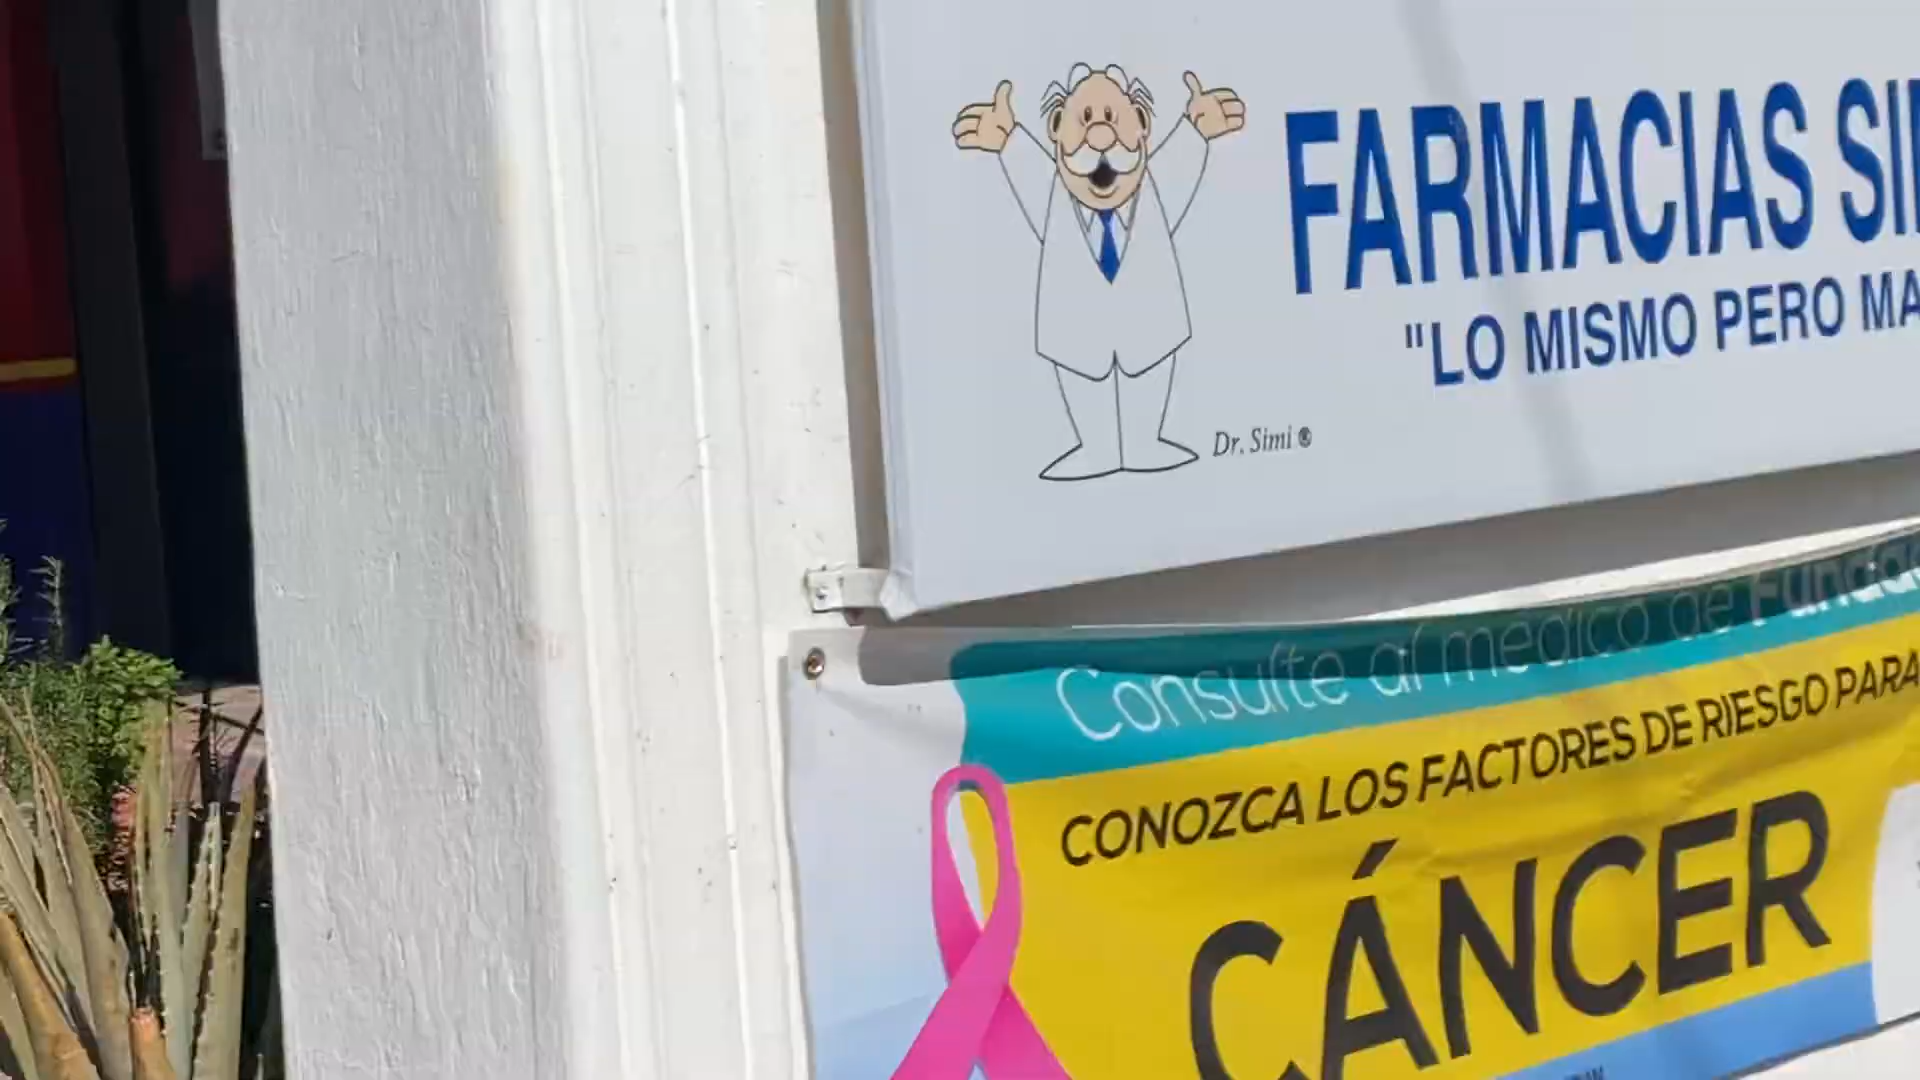 FARMACIAS SI
"LO MISMO PERO MA
Dr. Simi ®
Consulte al médico de Funda
CONOZCA LOS FACTORES DE RIESGO PARA
CÁNCER